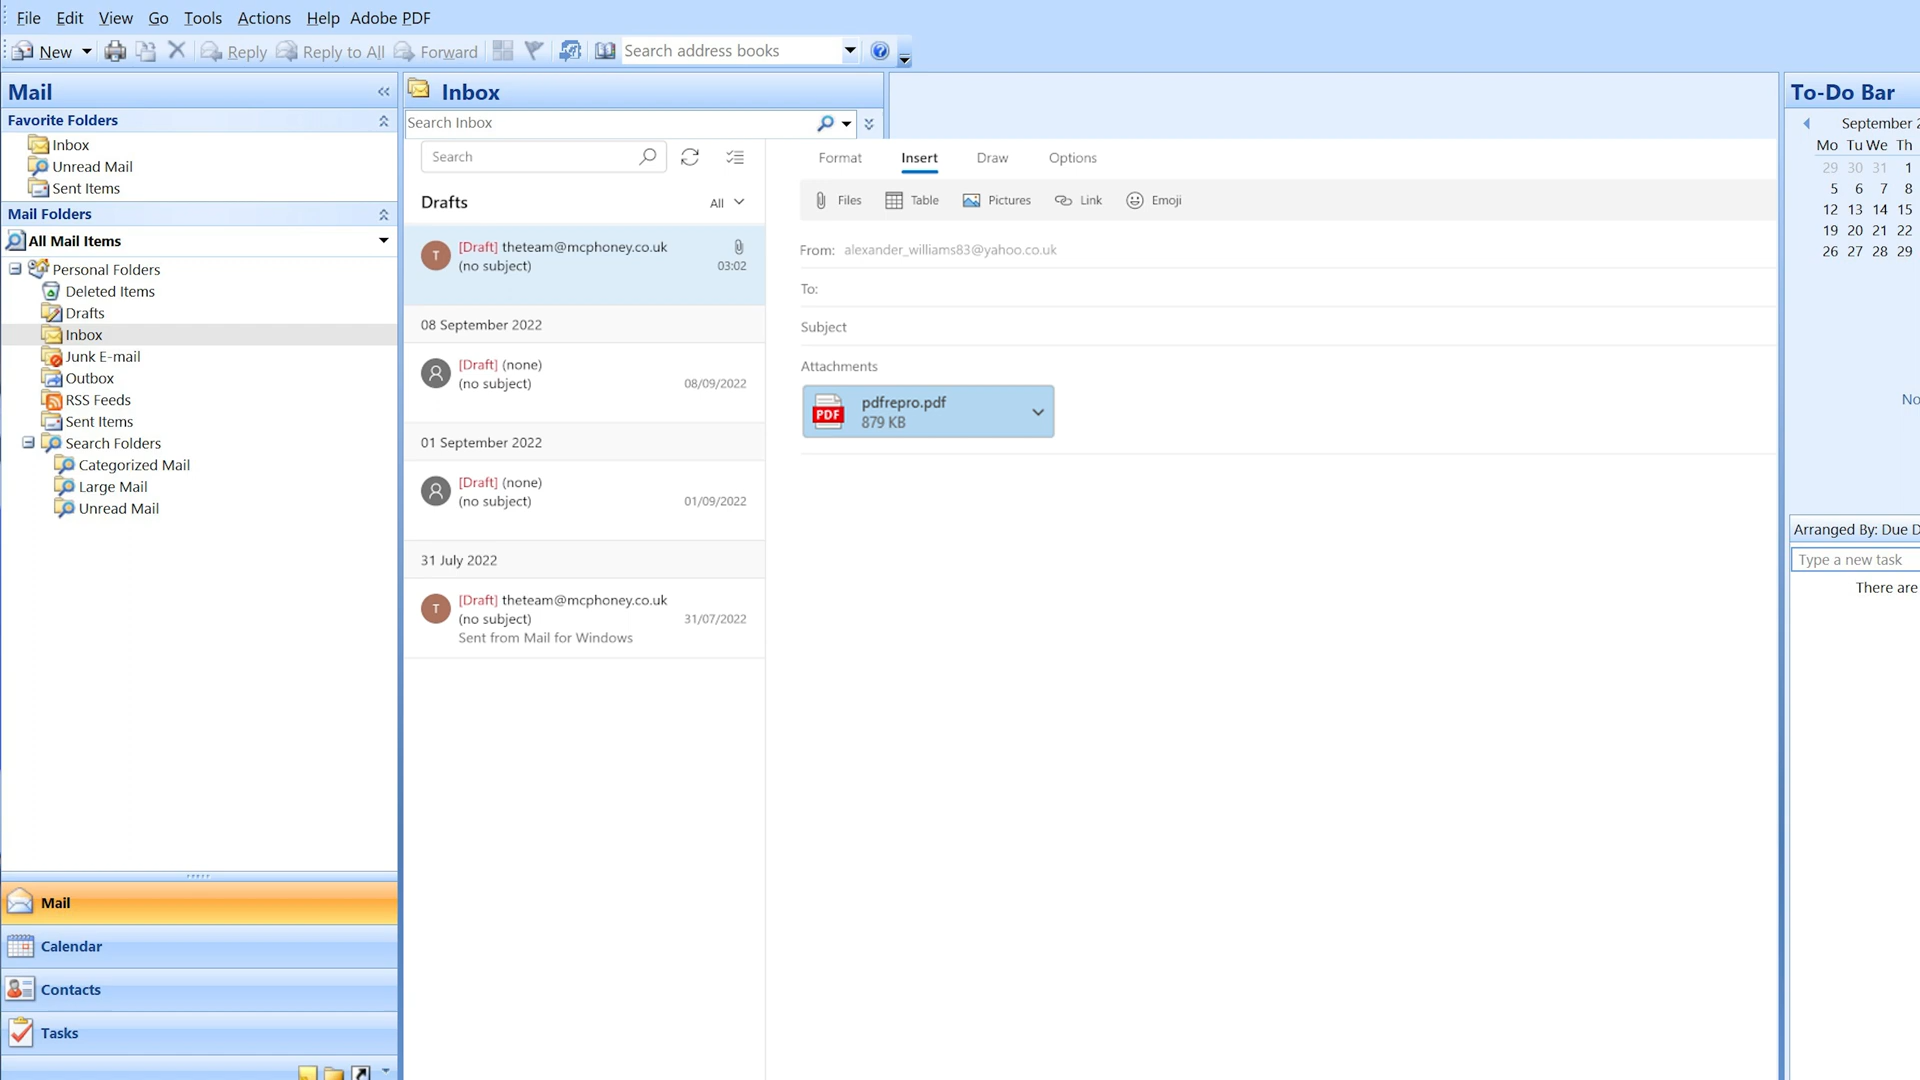 File Edit View Go Tools Actions Help Adobe PDF
New Reply Reply to All Forward Search address books
Mail
Favorite Folders
Inbox
Unread Mail
Sent Items
Mail Folders
All Mail Items
Personal Folders
Deleted Items
Drafts
Inbox
Junk E-mail
Outbox
RSS Feeds
Sent Items
Search Folders
Categorized Mail
Large Mail
Unread Mail
Mail
Calendar
Contacts
Tasks
Inbox
Search Inbox
Search
Drafts All
T [Draft] theteam@mcphoney.co.uk
(no subject) 03:02
08 September 2022
[Draft] (none)
(no subject) 08/09/2022
01 September 2022
[Draft] (none)
(no subject) 01/09/2022
31 July 2022
T [Draft] theteam@mcphoney.co.uk
(no subject) 31/07/2022
Sent from Mail for Windows
Format Insert Draw Options
Files Table Pictures Link Emoji
From: alexander_williams83@yahoo.co.uk
To:
Subject
Attachments
PDF pdfrepro.pdf
879 KB
To-Do Bar
September 2
Mo Tu We Th
29 30 31 1
5 6 7 8
12 13 14 15
19 20 21 22
26 27 28 29
No
Arranged By: Due D
Type a new task
There are